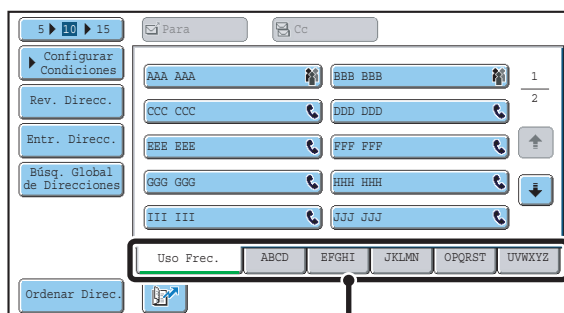 5 10 15
Para
Cc
Configurar
Condiciones
Rev. Direcc.
Entr. Direcc.
Búsq. Global
de Direcciones
Ordenar Direc.
AAA AAA
BBB BBB
CCC CCC
DDD DDD
EEE EEE
FFF FFF
GGG GGG
HHH HHH
III III
JJJ JJJ
1
2
Uso Frec.
ABCD
EFGHI
JKLMN
OPQRST
UVWXYZ